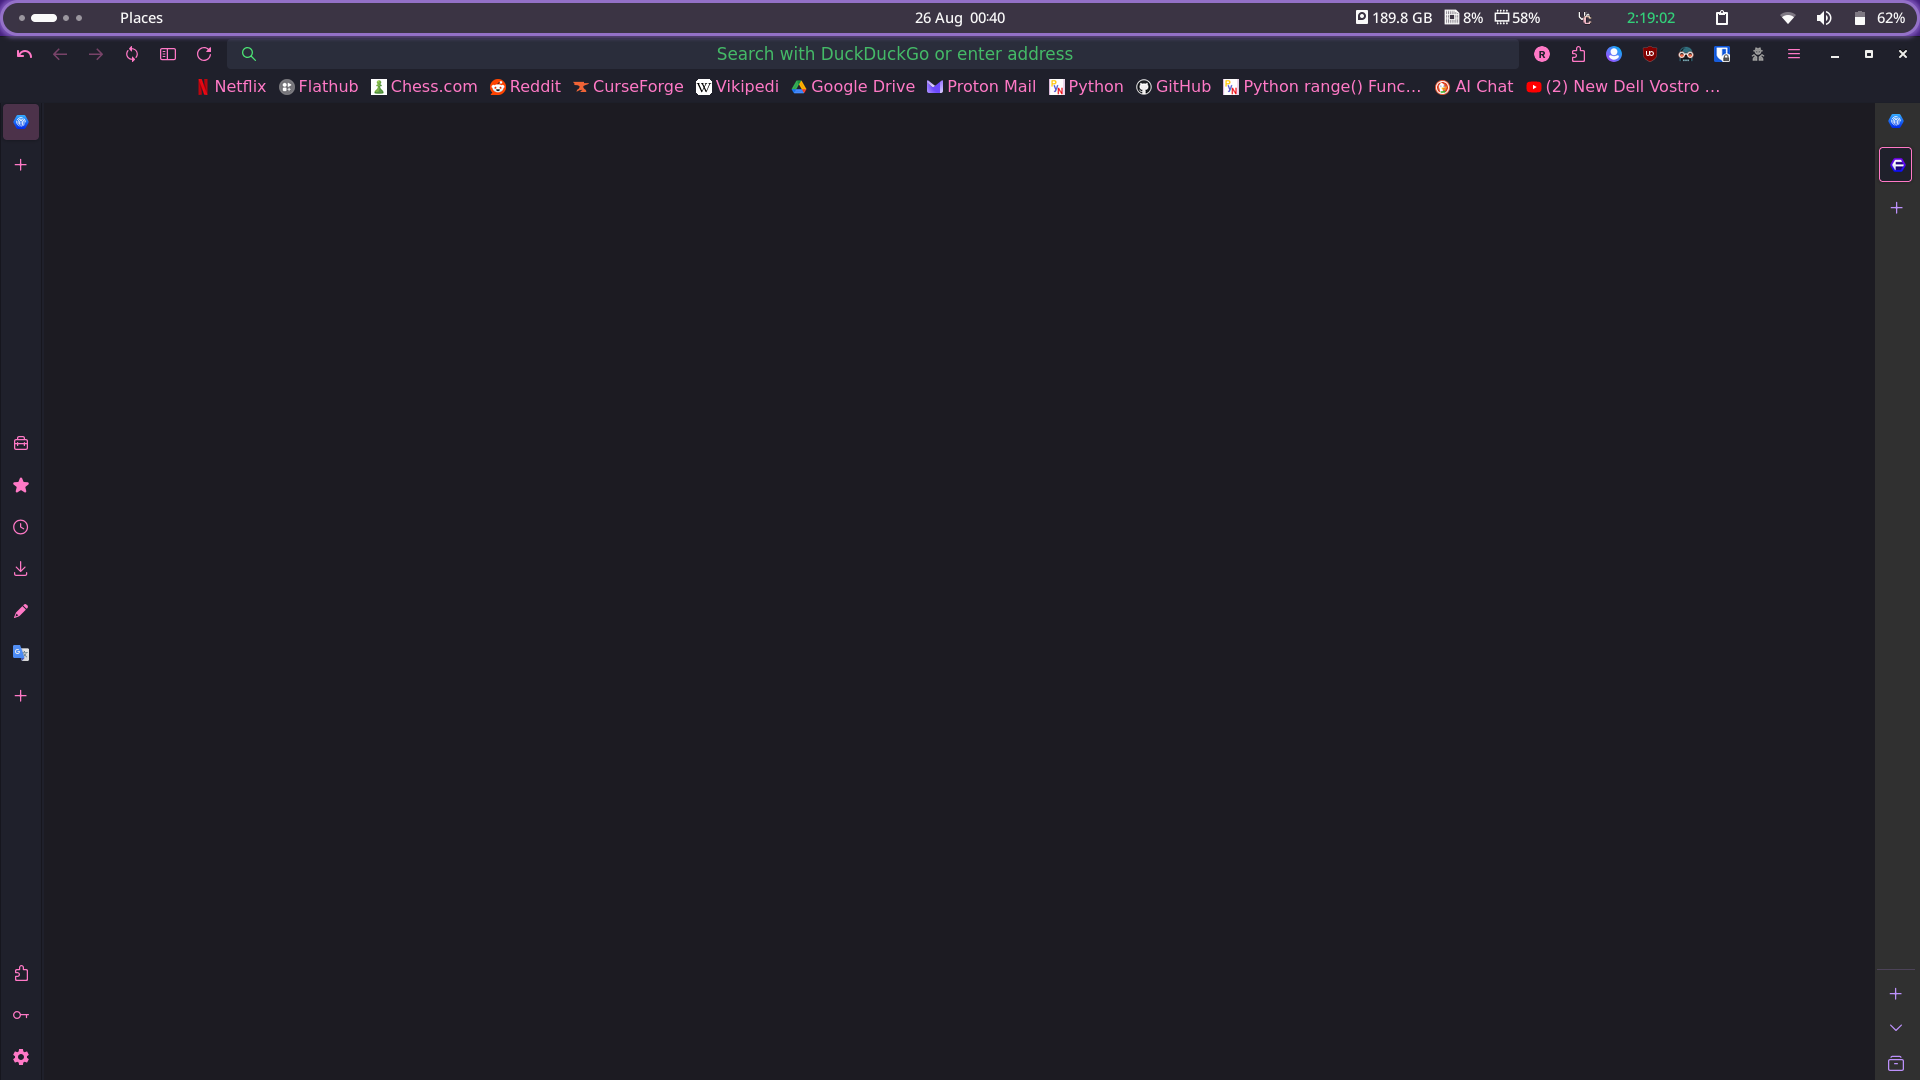 Places 26 Aug 00:40 189.8 GB 8% 58% 2:19:02 62%
Search with DuckDuckGo or enter address
Netflix Flathub Chess.com Reddit CurseForge Vikipedi Google Drive Proton Mail Python GitHub Python range() Func… AI Chat (2) New Dell Vostro …